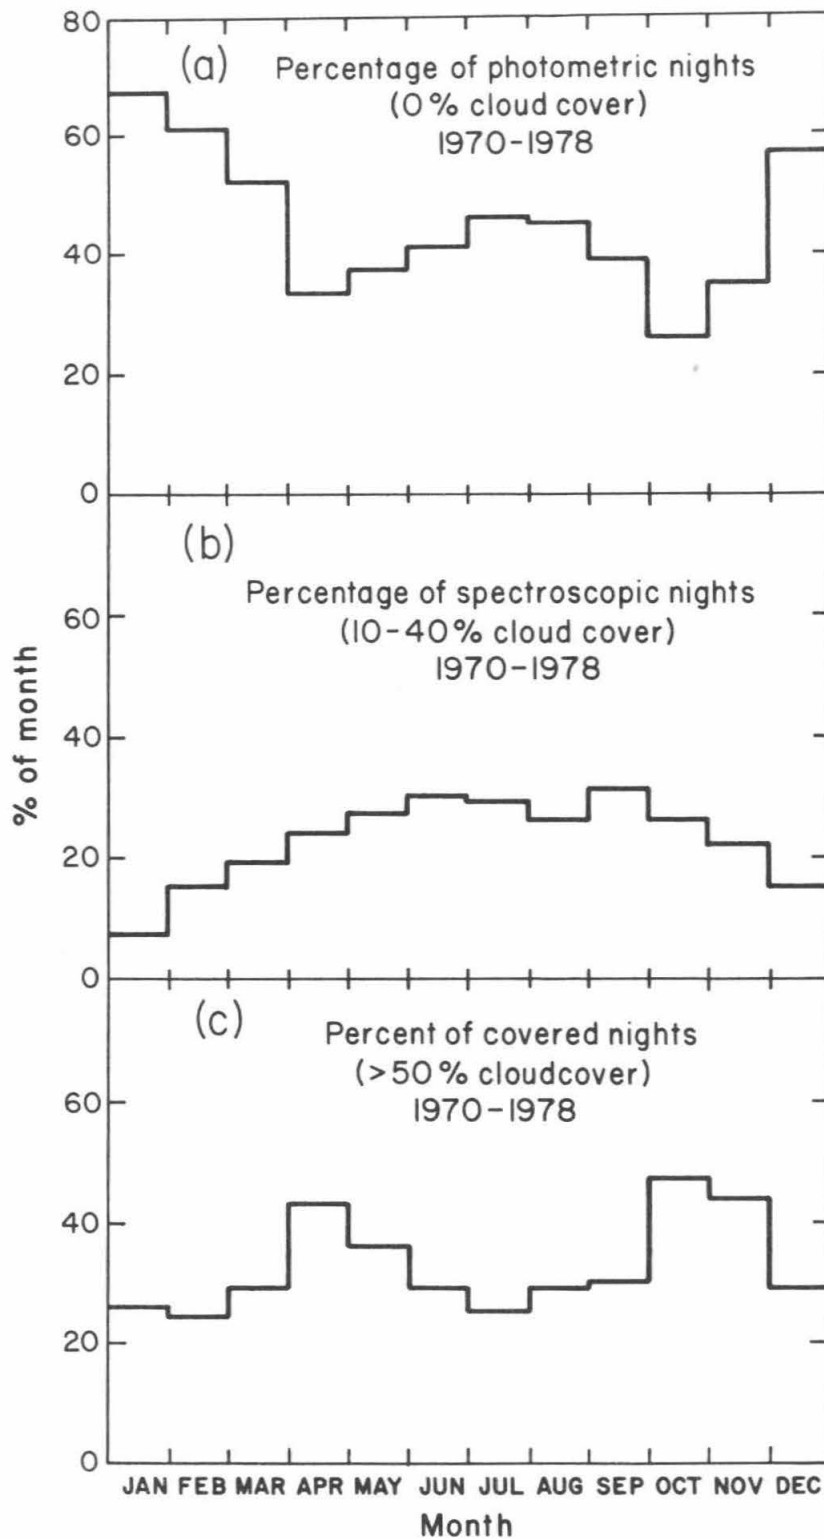 80
(a) Percentage of photometric nights
(0% cloud cover)
1970-1978
60
40
20
0
(b)
Percentage of spectroscopic nights
(10-40% cloud cover)
1970-1978
60
40
20
0
% of month
(c) Percent of covered nights
(>50% cloudcover)
1970-1978
60
40
20
0
JAN FEB MAR APR MAY JUN JUL AUG SEP OCT NOV DEC
Month